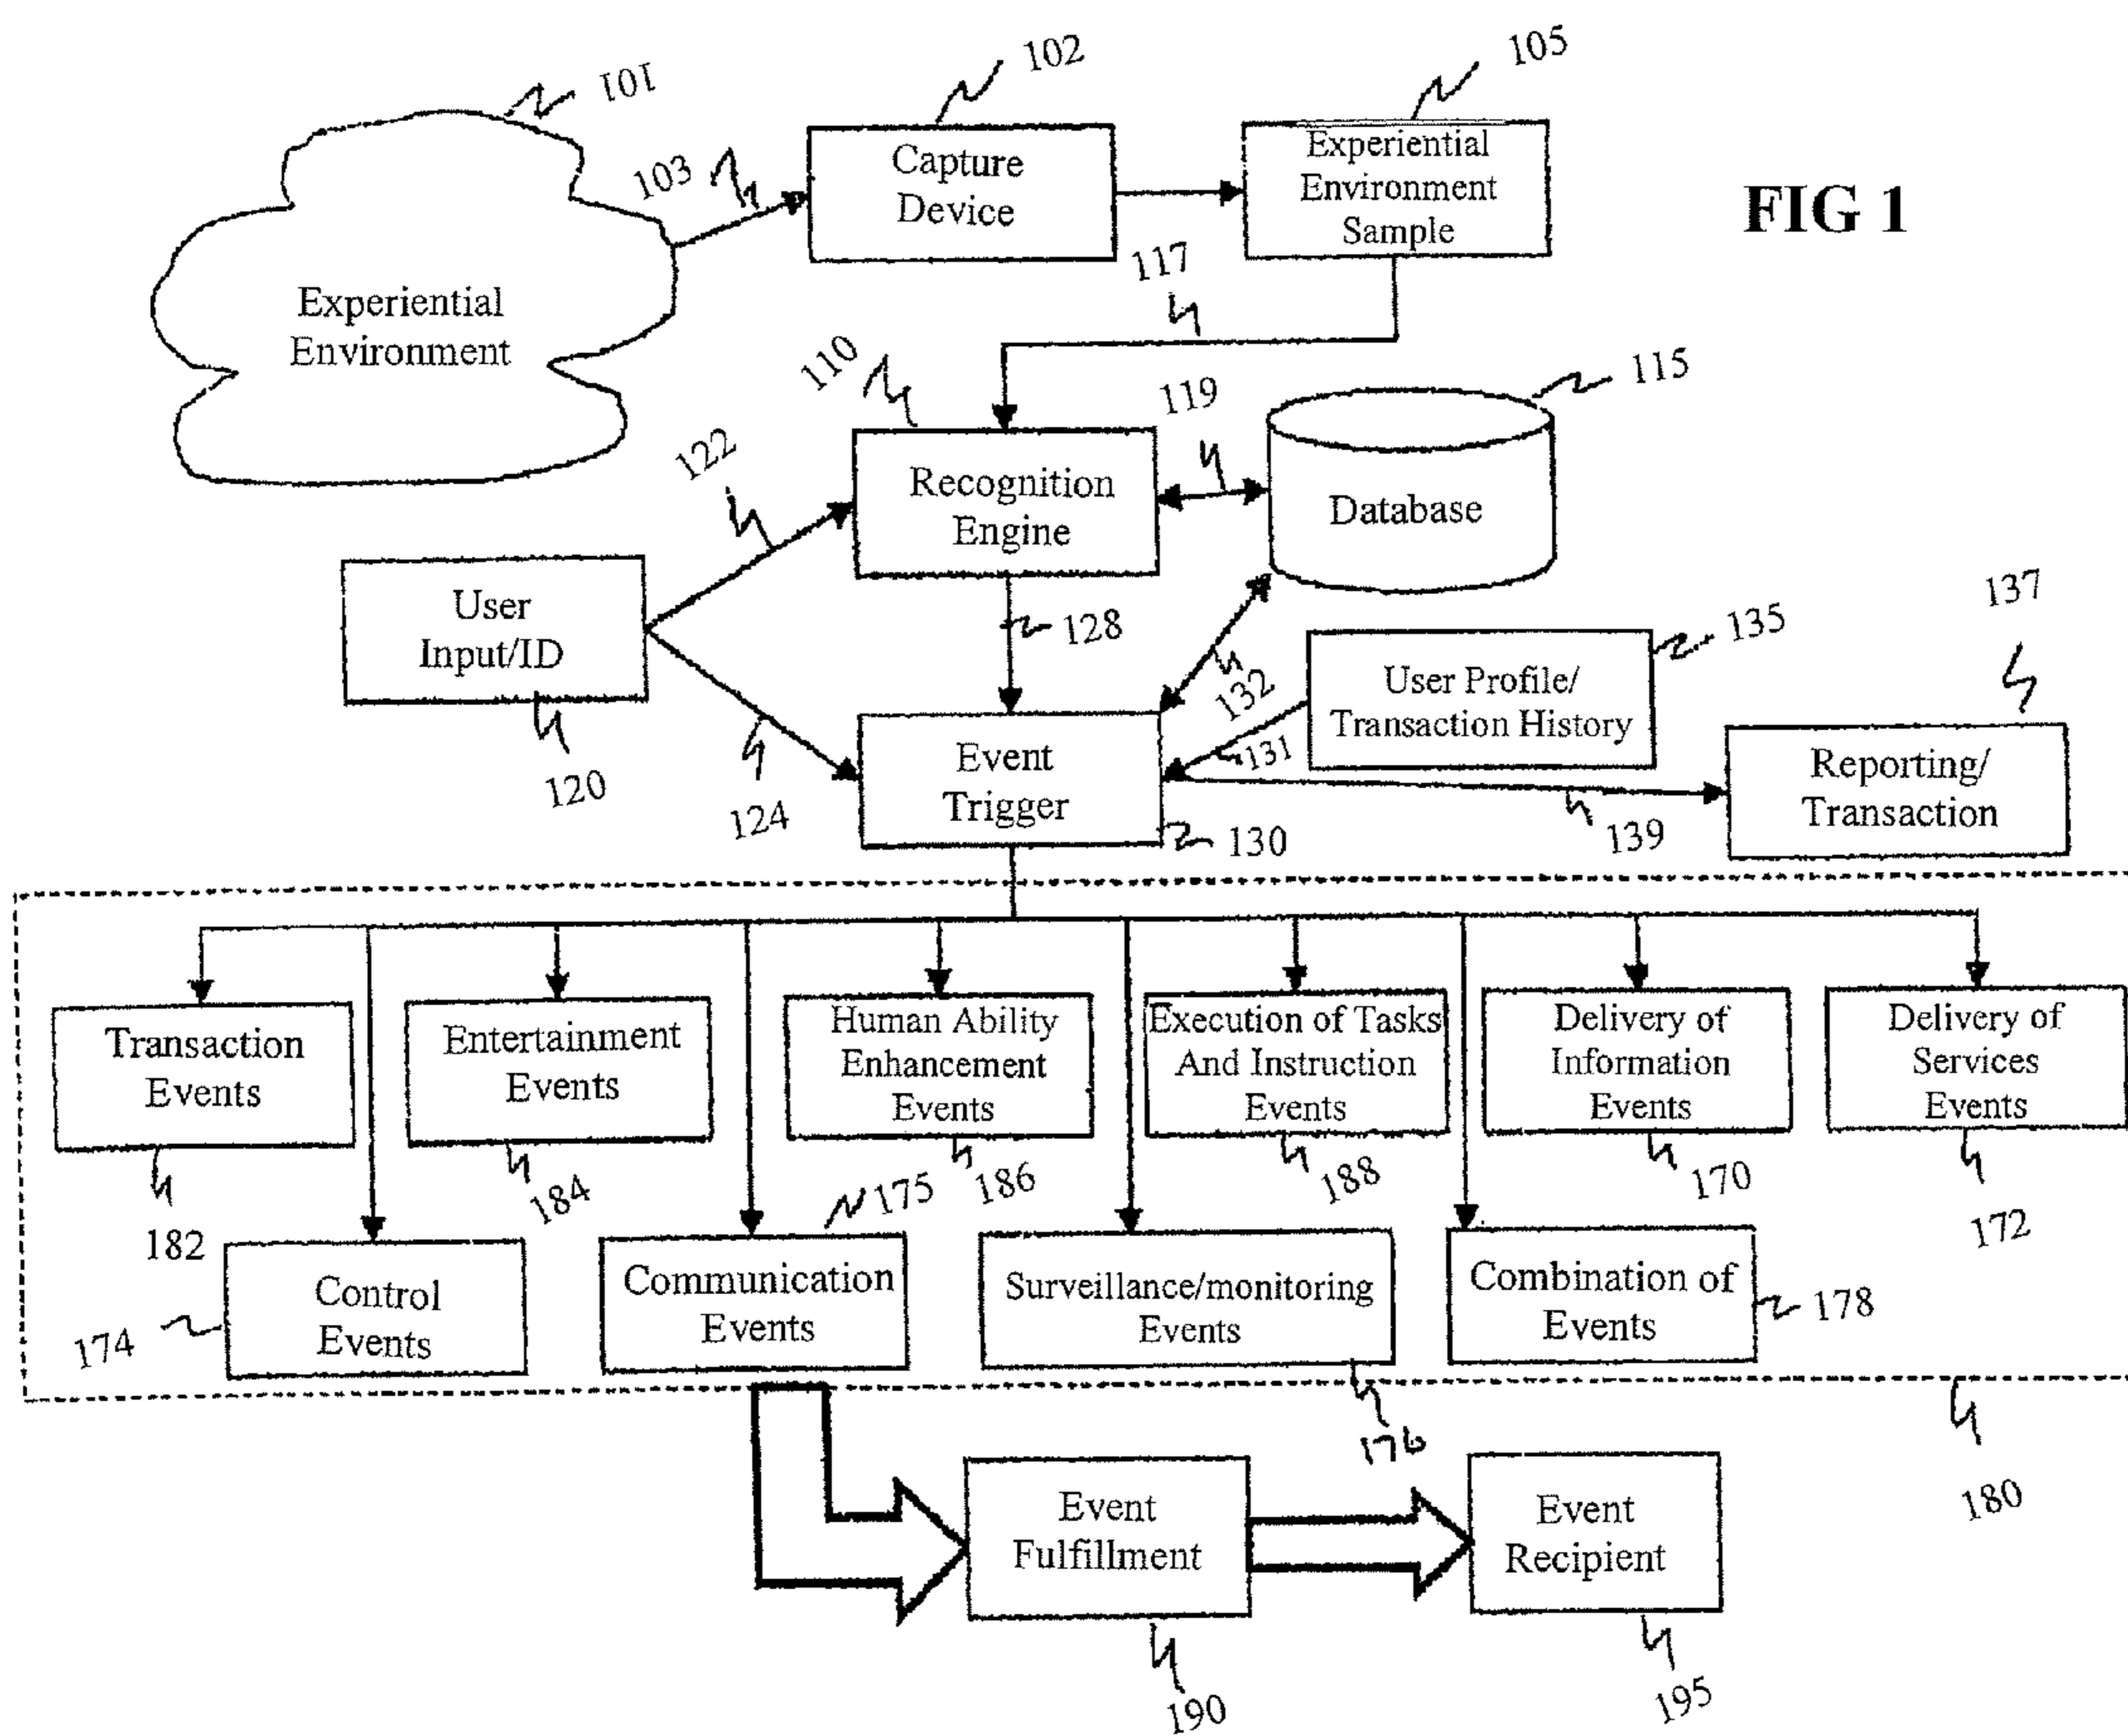 101
102
105
103
Capture
Device
Experiential
Environment
Sample
FIG 1
117
Experiential
Environment
110
119
115
122
Recognition
Engine
Database
User
Input/ID
128
137
135
132
User Profile/
Transaction History
131
120
124
Event
Trigger
130
139
Reporting/
Transaction
Transaction
Events
Entertainment
Events
Human Ability
Enhancement
Events
Execution of Tasks
And Instruction
Events
Delivery of
Information
Events
Delivery of
Services
Events
182
184
175
186
188
170
172
174
Control
Events
Communication
Events
Surveillance/monitoring
Events
Combination of
Events
178
176
180
Event
Fulfillment
Event
Recipient
190
195